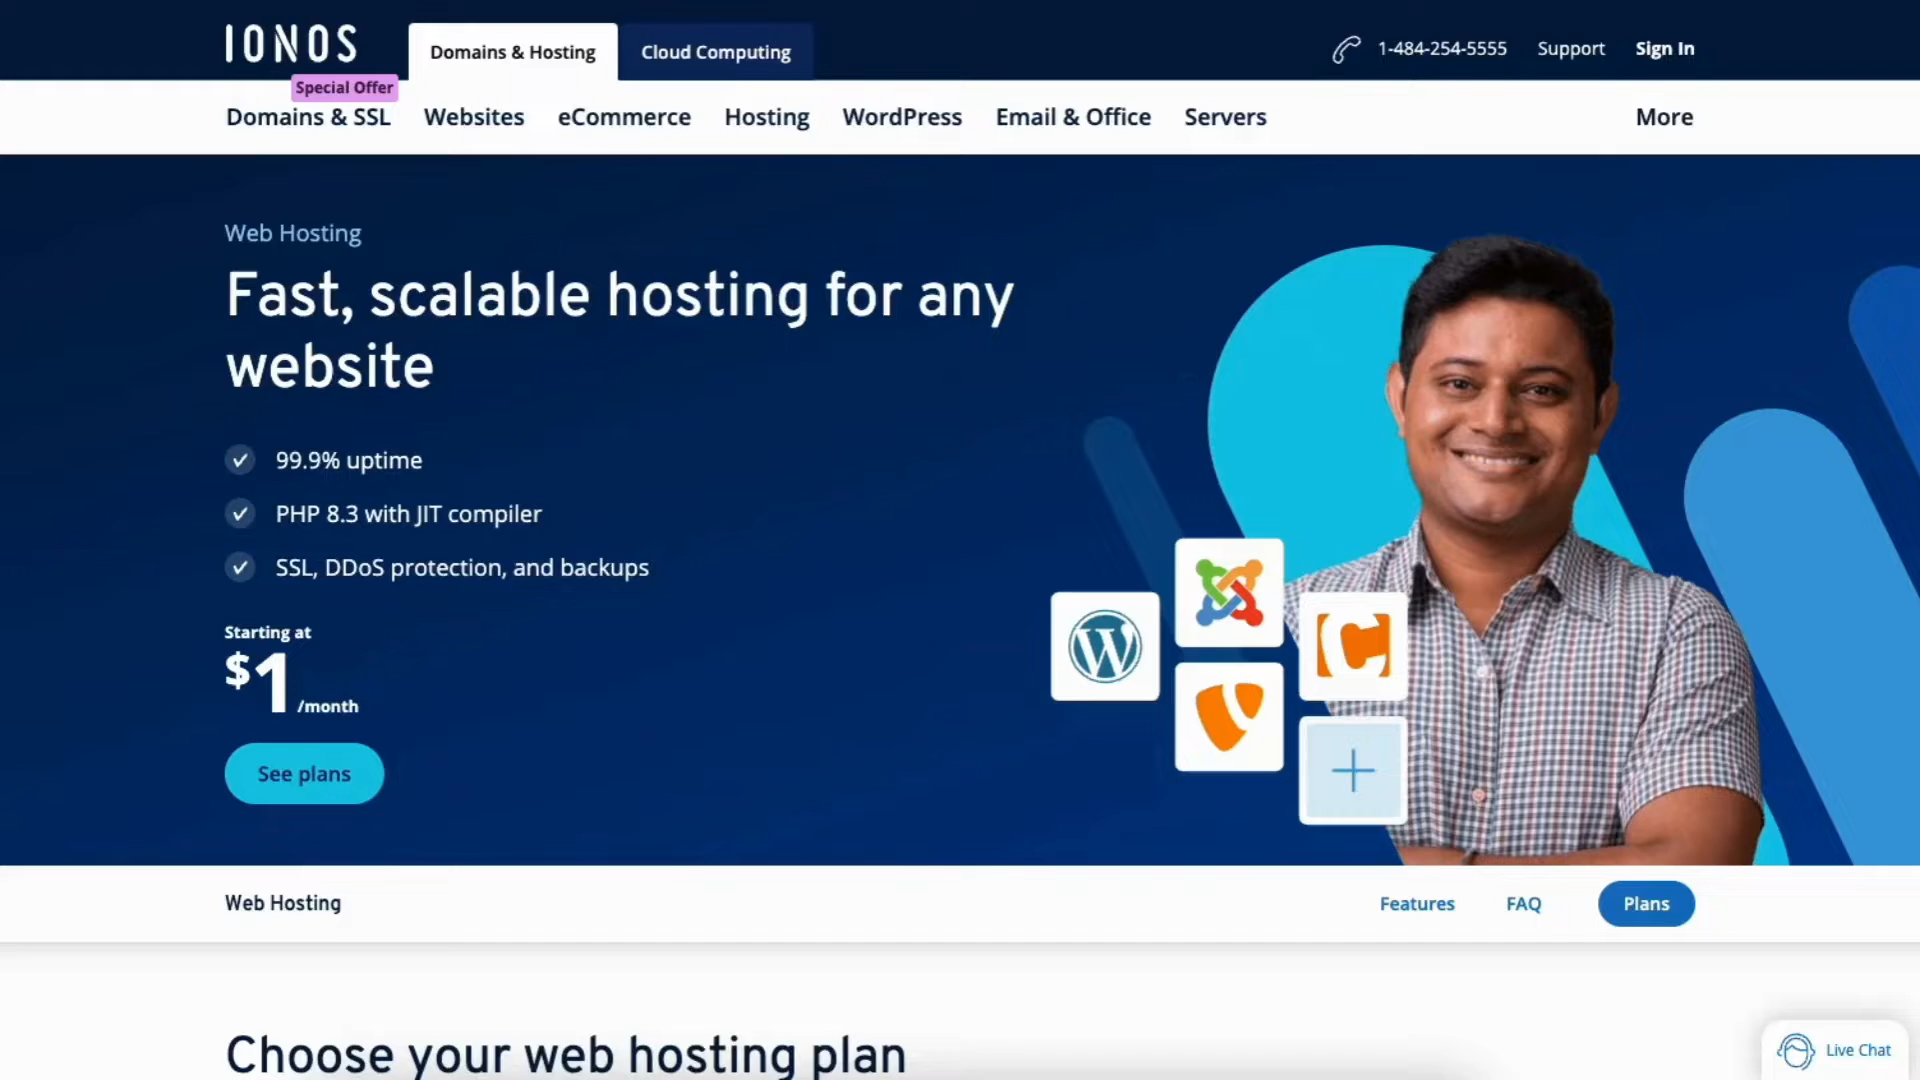 IONOS
Domains & Hosting
Cloud Computing
1-484-254-5555
Support
Sign In
Special Offer
Domains & SSL
Websites
eCommerce
Hosting
WordPress
Email & Office
Servers
More
Web Hosting
Fast, scalable hosting for any
website
99.9% uptime
PHP 8.3 with JIT compiler
SSL, DDoS protection, and backups
Starting at
$1/month
See plans
Web Hosting
Features
FAQ
Plans
Choose your web hosting plan
Live Chat